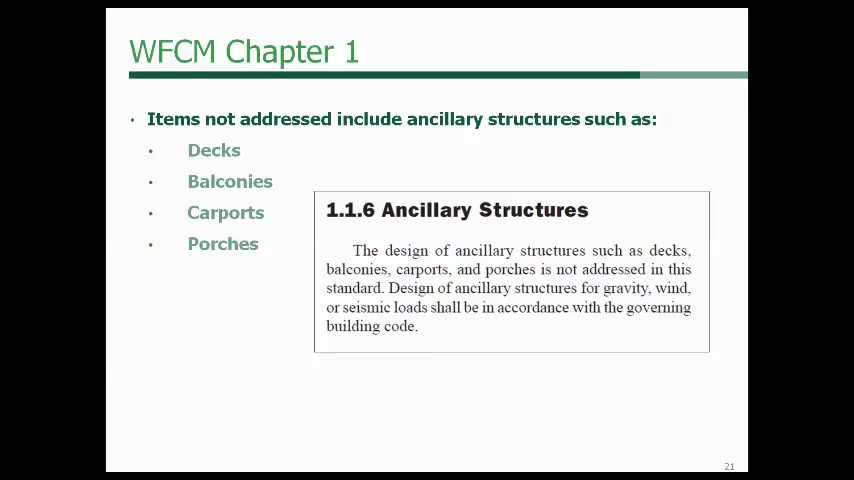 WFCM Chapter 1
• Items not addressed include ancillary structures such as:
• Decks
• Balconies
• Carports
• Porches
1.1.6 Ancillary Structures
The design of ancillary structures such as decks,
balconies, carports, and porches is not addressed in this
standard. Design of ancillary structures for gravity, wind,
or seismic loads shall be in accordance with the governing
building code.
21